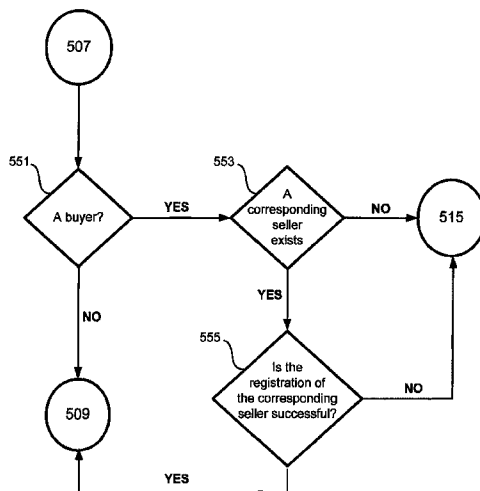 507
551
A buyer?
YES
553
A
corresponding
seller
exists
NO
515
YES
NO
555
Is the
registration of
the corresponding
seller successful?
NO
509
YES